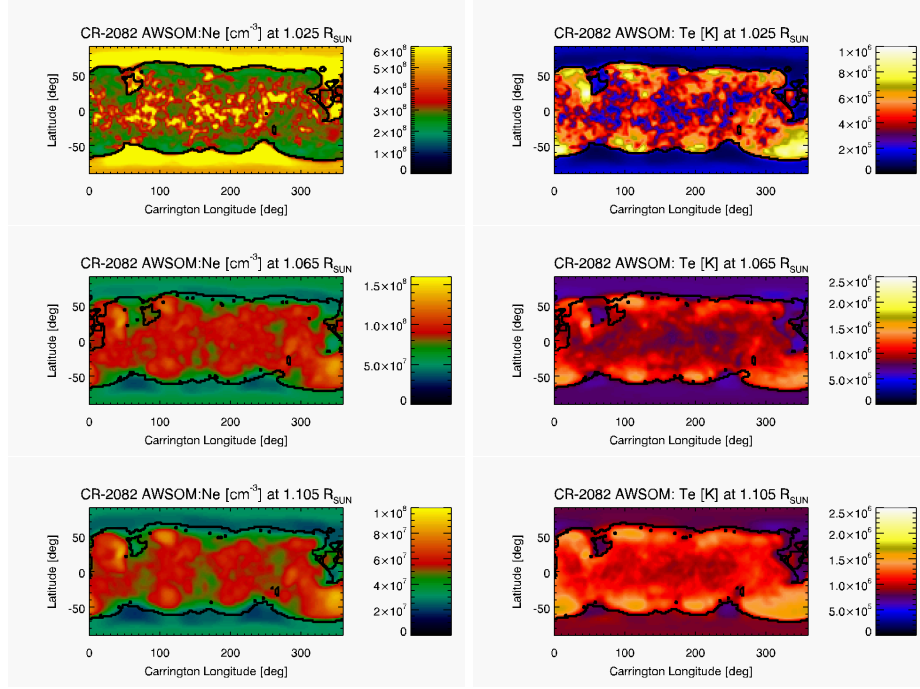 CR-2082 AWSOM:Ne [cm⁻³] at 1.025 R_SUN
6×10⁸
5×10⁸
4×10⁸
3×10⁸
2×10⁸
1×10⁸
0
50
0
-50
Latitude [deg]
0 100 200 300
Carrington Longitude [deg]
CR-2082 AWSOM: Te [K] at 1.025 R_SUN
1×10⁶
8×10⁵
6×10⁵
4×10⁵
2×10⁵
0
50
0
-50
Latitude [deg]
0 100 200 300
Carrington Longitude [deg]
CR-2082 AWSOM:Ne [cm⁻³] at 1.065 R_SUN
1.5×10⁸
1.0×10⁸
5.0×10⁷
0
50
0
-50
Latitude [deg]
0 100 200 300
Carrington Longitude [deg]
CR-2082 AWSOM: Te [K] at 1.065 R_SUN
2.5×10⁶
2.0×10⁶
1.5×10⁶
1.0×10⁶
5.0×10⁵
0
50
0
-50
Latitude [deg]
0 100 200 300
Carrington Longitude [deg]
CR-2082 AWSOM:Ne [cm⁻³] at 1.105 R_SUN
1×10⁸
8×10⁷
6×10⁷
4×10⁷
2×10⁷
0
50
0
-50
Latitude [deg]
0 100 200 300
Carrington Longitude [deg]
CR-2082 AWSOM: Te [K] at 1.105 R_SUN
2.5×10⁶
2.0×10⁶
1.5×10⁶
1.0×10⁶
5.0×10⁵
0
50
0
-50
Latitude [deg]
0 100 200 300
Carrington Longitude [deg]